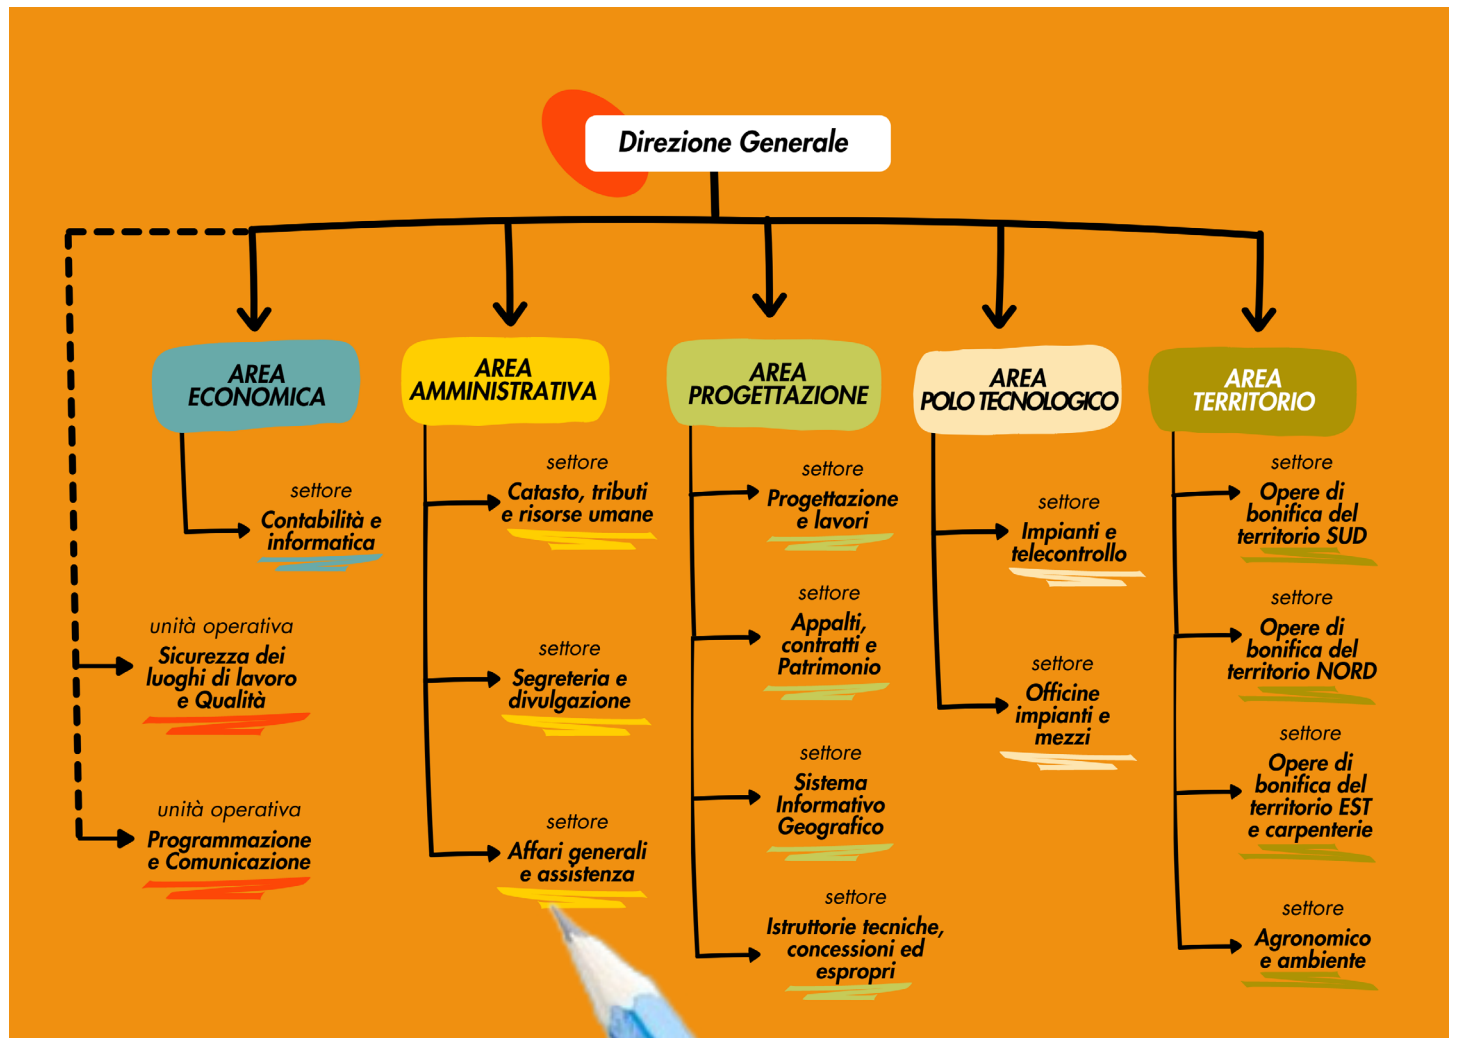 Direzione Generale
AREA
ECONOMICA
settore
Contabilità e
informatica
unità operativa
Sicurezza dei
luoghi di lavoro
e Qualità
unità operativa
Programmazione
e Comunicazione
AREA
AMMINISTRATIVA
settore
Catasto, tributi
e risorse umane
settore
Segreteria e
divulgazione
settore
Affari generali
e assistenza
AREA
PROGETTAZIONE
settore
Progettazione
e lavori
settore
Appalti,
contratti e
Patrimonio
settore
Sistema
Informativo
Geografico
settore
Istruttorie tecniche,
concessioni ed
espropri
AREA
POLO TECNOLOGICO
settore
Impianti e
telecontrollo
settore
Officine
impianti e
mezzi
AREA
TERRITORIO
settore
Opere di
bonifica del
territorio SUD
settore
Opere di
bonifica del
territorio NORD
settore
Opere di
bonifica del
territorio EST
e carpenterie
settore
Agronomico
e ambiente